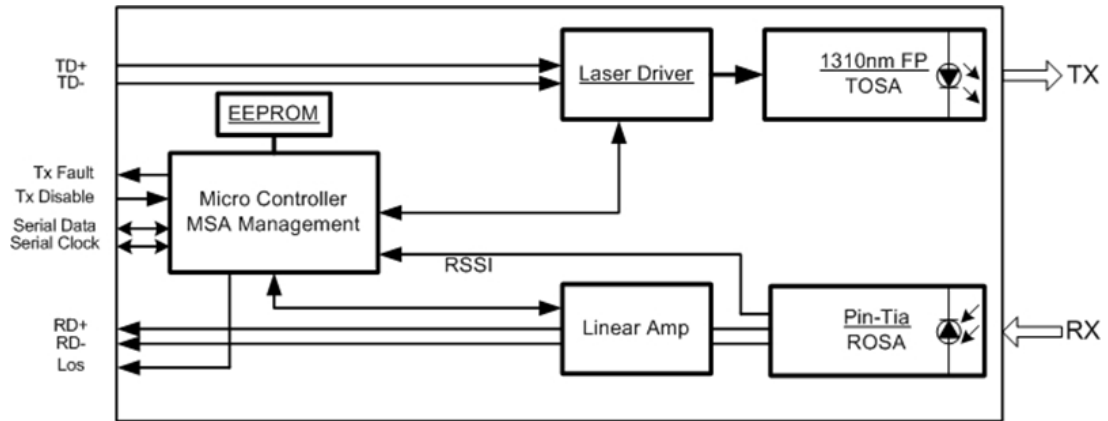 TD+
TD-
Laser Driver
1310nm FP
TOSA
TX
EEPROM
Tx Fault
Tx Disable
Serial Data
Serial Clock
Micro Controller
MSA Management
RSSI
RD+
RD-
Los
Linear Amp
Pin-Tia
ROSA
RX